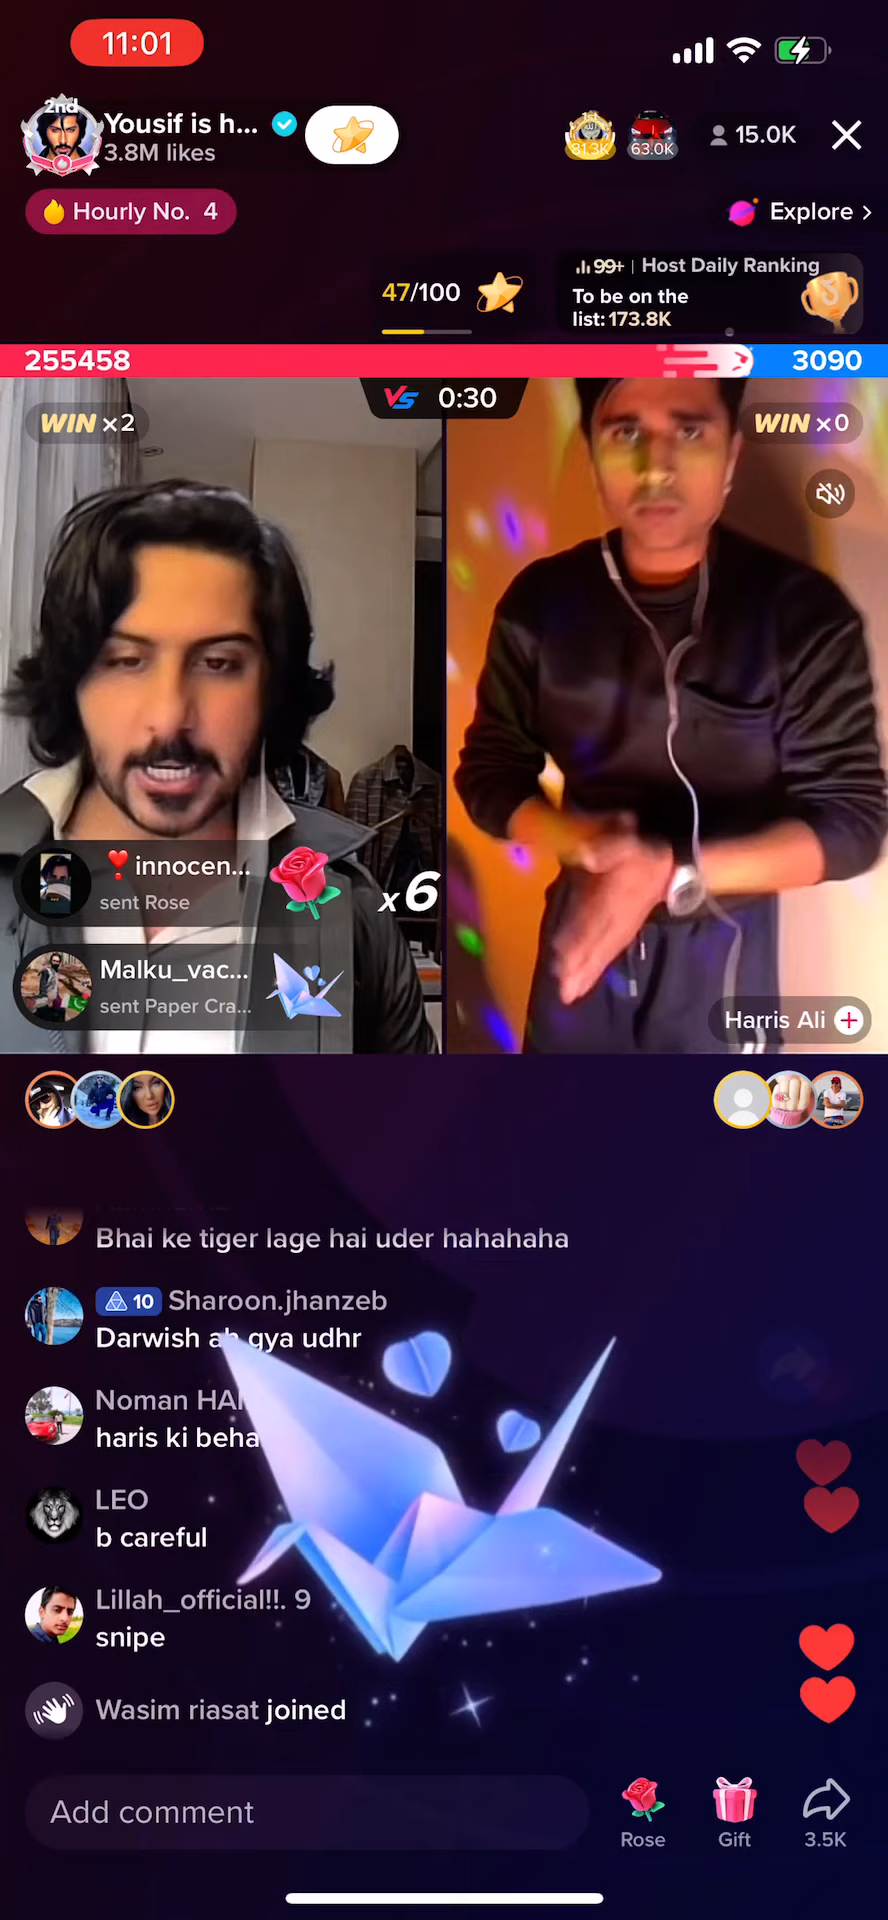 11:01
2nd
Yousif is h...
3.8M likes
1st
81.3K
63.0K
15.0K
Hourly No. 4
Explore >
47/100
99+ | Host Daily Ranking
To be on the
list: 173.8K
255458
3090
WIN x2
VS 0:30
WIN x0
innocen...
sent Rose
x6
Malku_vac...
sent Paper Cra...
Harris Ali
Bhai ke tiger lage hai uder hahahaha
10 Sharoon.jhanzeb
Darwish ah gya udhr
Noman HA
haris ki beha
LEO
b careful
Lillah_official!!. 9
snipe
Wasim riasat joined
Add comment
Rose
Gift
3.5K